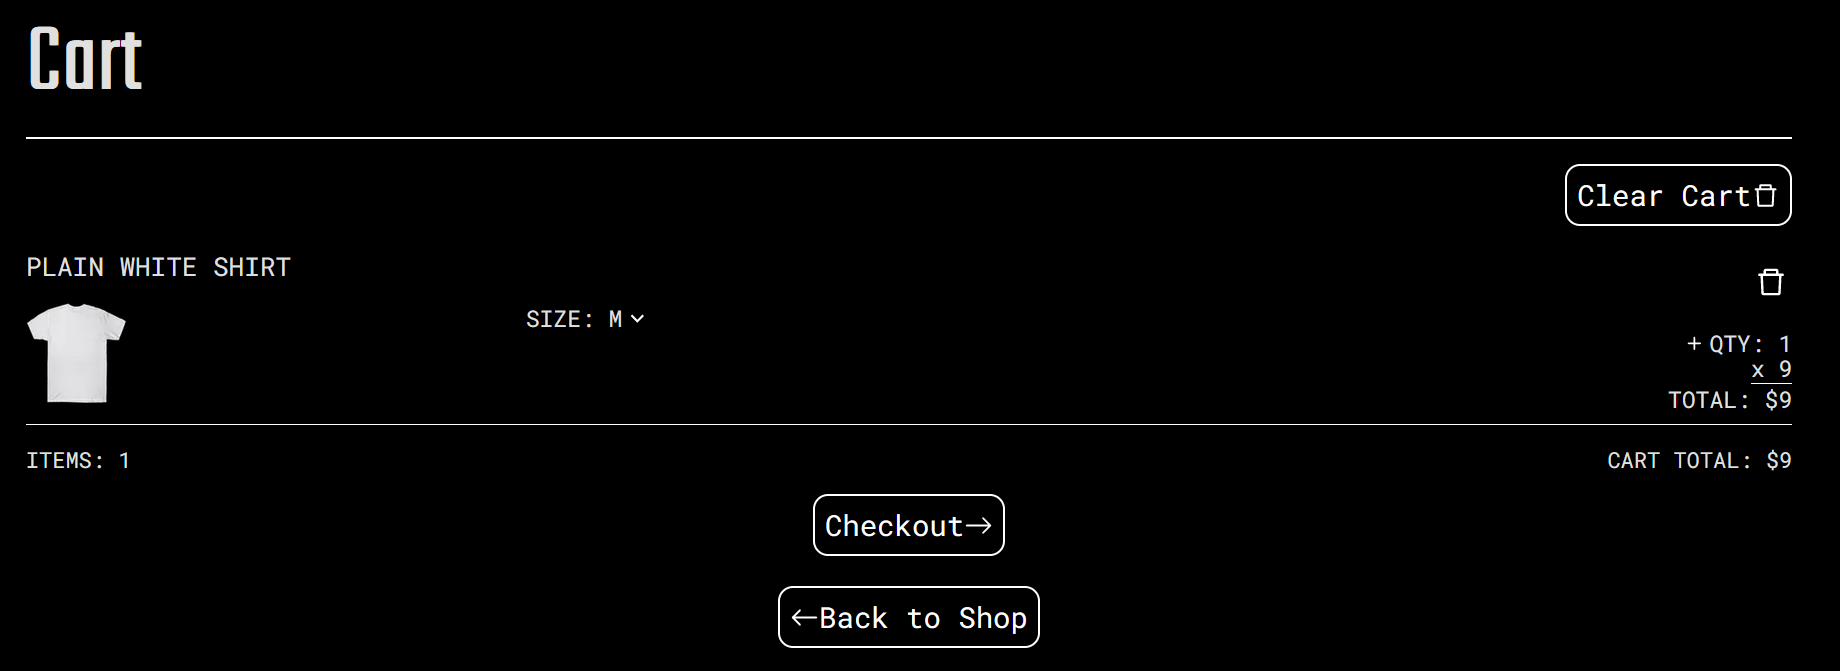 Cart
Clear Cart
PLAIN WHITE SHIRT
SIZE: M
+ QTY: 1
x 9
TOTAL: $9
ITEMS: 1
CART TOTAL: $9
Checkout→
←Back to Shop